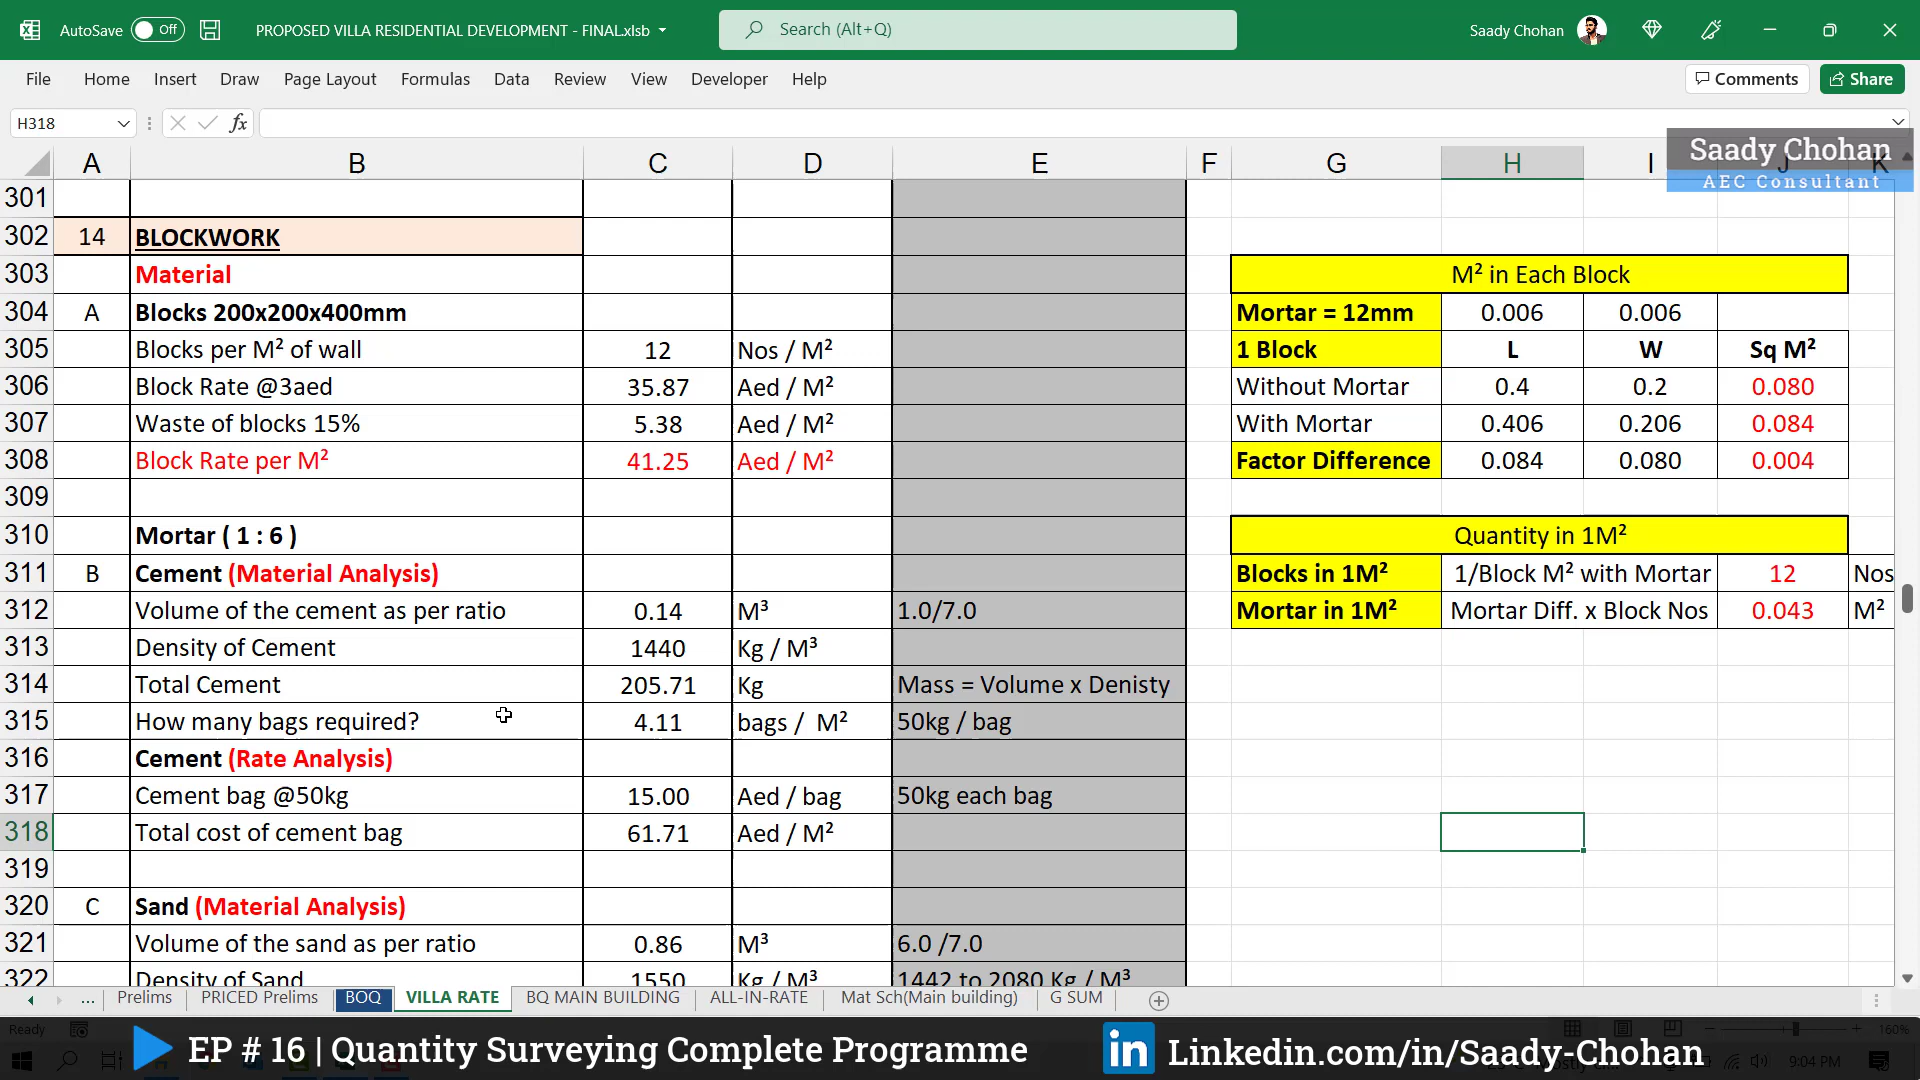 AutoSave Off PROPOSED VILLA RESIDENTIAL DEVELOPMENT - FINAL.xlsb Search (Alt+Q) Saady Chohan
File Home Insert Draw Page Layout Formulas Data Review View Developer Help Comments Share
H318 fx
Saady Chohan
AEC Consultant
A B C D E F G H I J K
301
302 14 BLOCKWORK
303 Material M² in Each Block
304 A Blocks 200x200x400mm Mortar = 12mm 0.006 0.006
305 Blocks per M² of wall 12 Nos / M² 1 Block L W Sq M²
306 Block Rate @3aed 35.87 Aed / M² Without Mortar 0.4 0.2 0.080
307 Waste of blocks 15% 5.38 Aed / M² With Mortar 0.406 0.206 0.084
308 Block Rate per M² 41.25 Aed / M² Factor Difference 0.084 0.080 0.004
309
310 Mortar ( 1 : 6 ) Quantity in 1M²
311 B Cement (Material Analysis) Blocks in 1M² 1/Block M² with Mortar 12 Nos
312 Volume of the cement as per ratio 0.14 M³ 1.0/7.0 Mortar in 1M² Mortar Diff. x Block Nos 0.043 M²
313 Density of Cement 1440 Kg / M³
314 Total Cement 205.71 Kg Mass = Volume x Denisty
315 How many bags required? 4.11 bags / M² 50kg / bag
316 Cement (Rate Analysis)
317 Cement bag @50kg 15.00 Aed / bag 50kg each bag
318 Total cost of cement bag 61.71 Aed / M²
319
320 C Sand (Material Analysis)
321 Volume of the sand as per ratio 0.86 M³ 6.0 /7.0
322 Density of Sand 1550 Kg / M³ 1442 to 2080 Kg / M³
... Prelims PRICED Prelims BOQ VILLA RATE BQ MAIN BUILDING ALL-IN-RATE Mat Sch(Main building) G SUM
Ready 160%
EP # 16 | Quantity Surveying Complete Programme in Linkedin.com/in/Saady-Chohan
9:04 PM